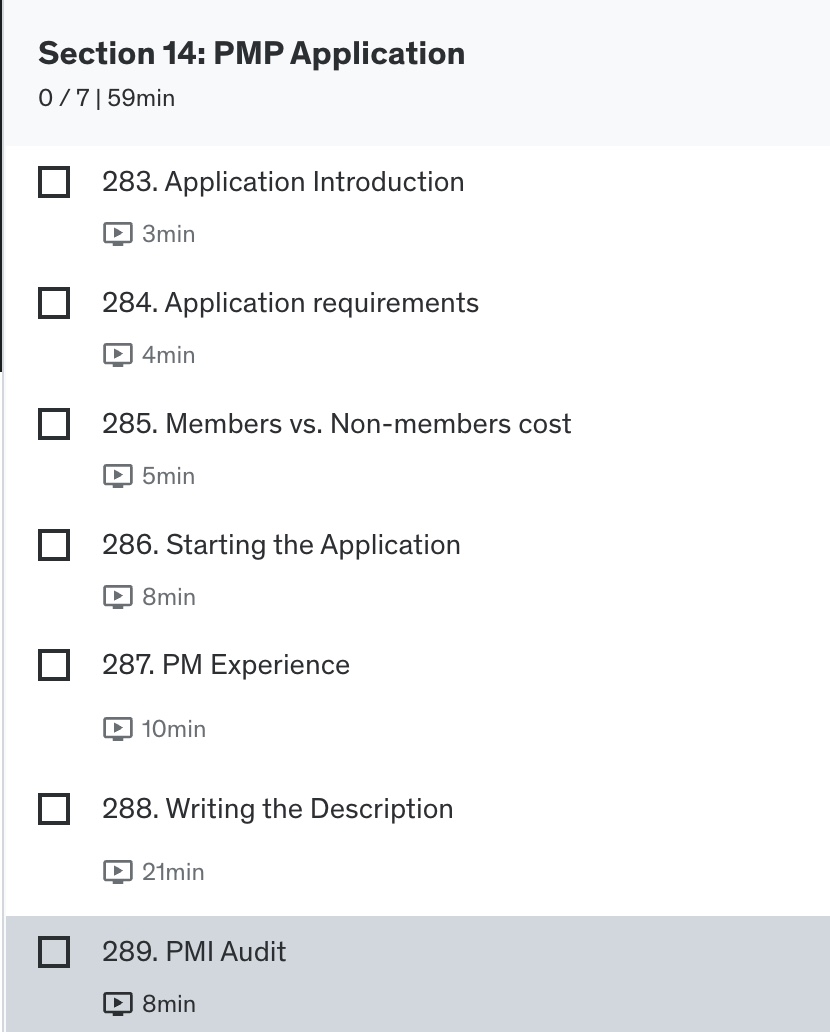 Section 14: PMP Application
0 / 7 | 59min
283. Application Introduction
3min
284. Application requirements
4min
285. Members vs. Non-members cost
5min
286. Starting the Application
8min
287. PM Experience
10min
288. Writing the Description
21min
289. PMI Audit
8min